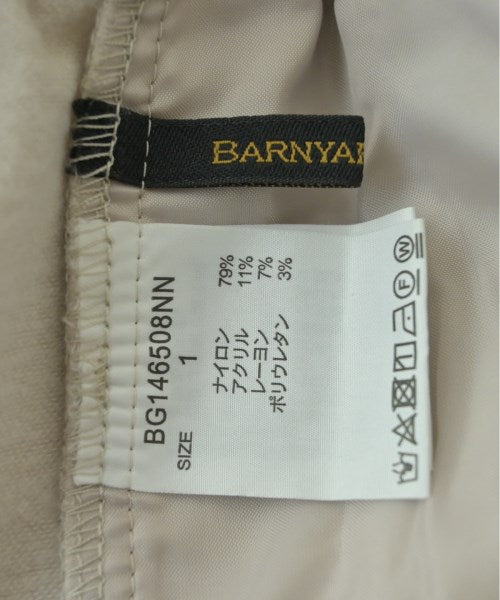 BARNYA
BG146508NN
SIZE 1
ナイロン 79%
アクリル 11%
レーヨン 7%
ポリウレタン 3%
F
W